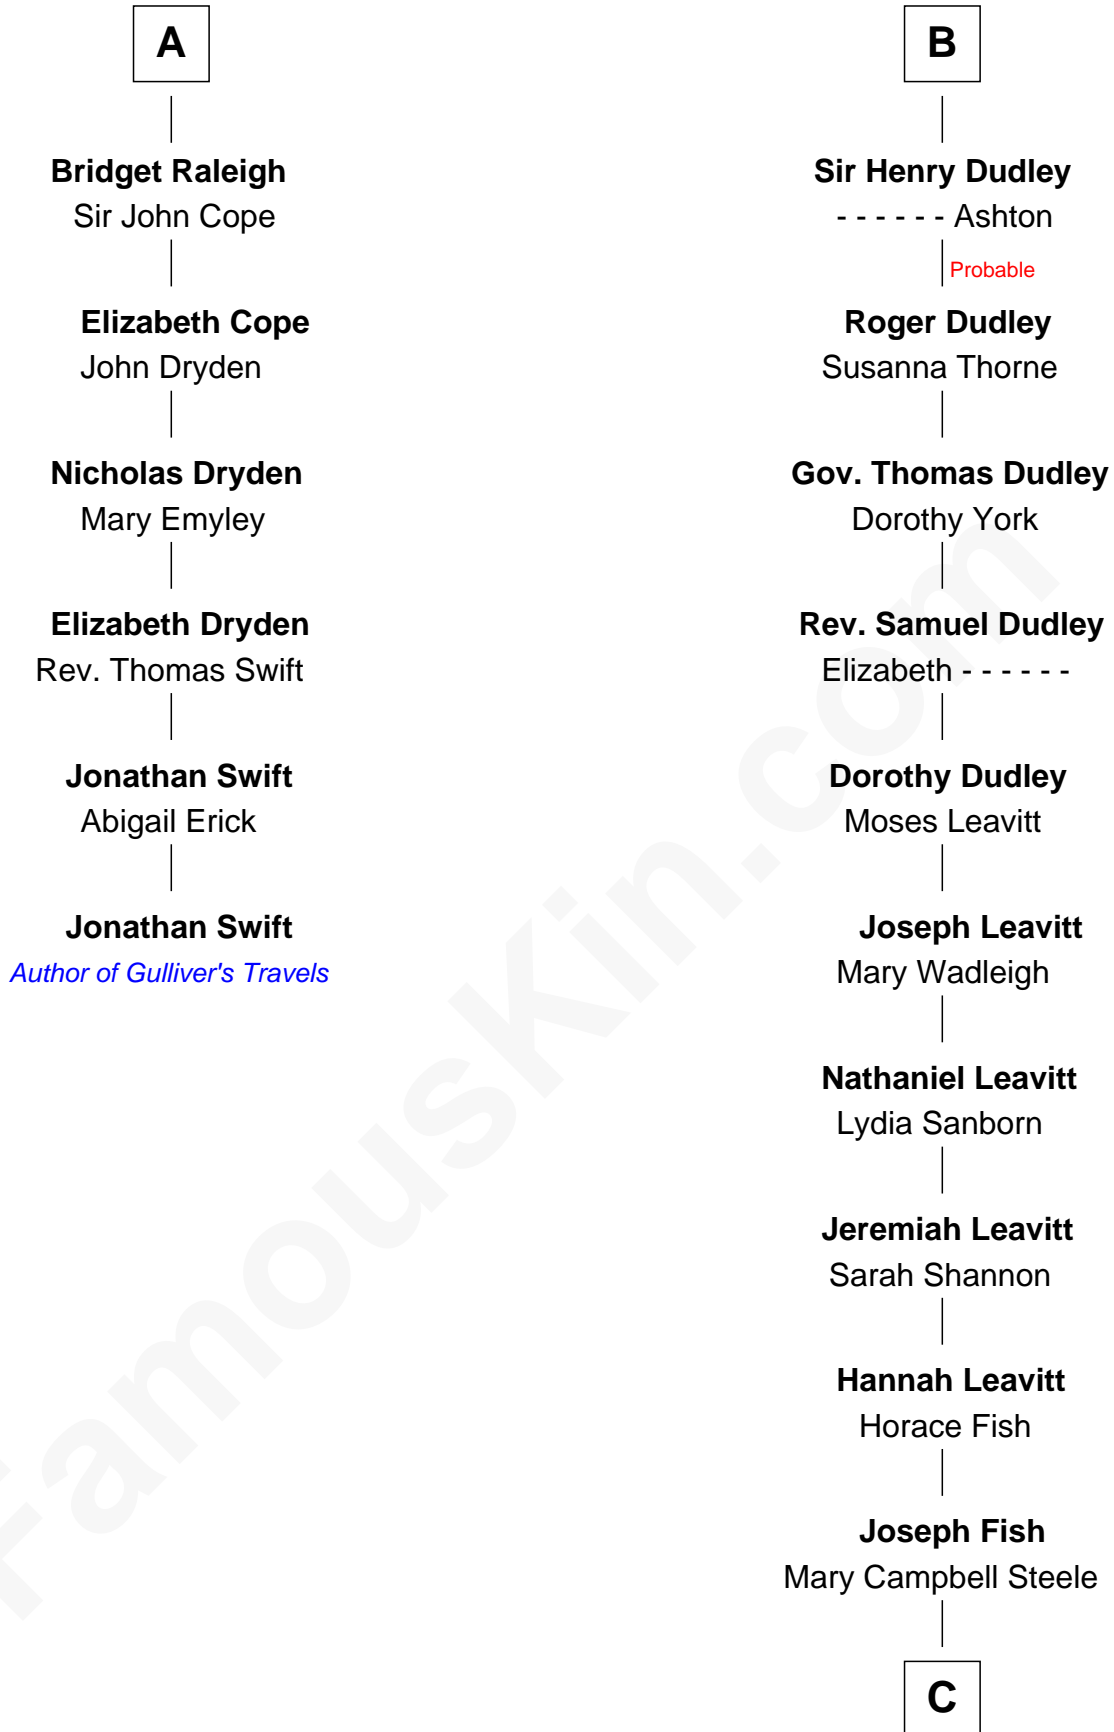 A
Bridget Raleigh
Sir John Cope
Elizabeth Cope
John Dryden
Nicholas Dryden
Mary Emyley
Elizabeth Dryden
Rev. Thomas Swift
Jonathan Swift
Abigail Erick
Jonathan Swift
Author of Gulliver's Travels
B
Sir Henry Dudley
- - - - - - Ashton
Probable
Roger Dudley
Susanna Thorne
Gov. Thomas Dudley
Dorothy York
Rev. Samuel Dudley
Elizabeth - - - - - -
Dorothy Dudley
Moses Leavitt
Joseph Leavitt
Mary Wadleigh
Nathaniel Leavitt
Lydia Sanborn
Jeremiah Leavitt
Sarah Shannon
Hannah Leavitt
Horace Fish
Joseph Fish
Mary Campbell Steele
C
FamousKin.com